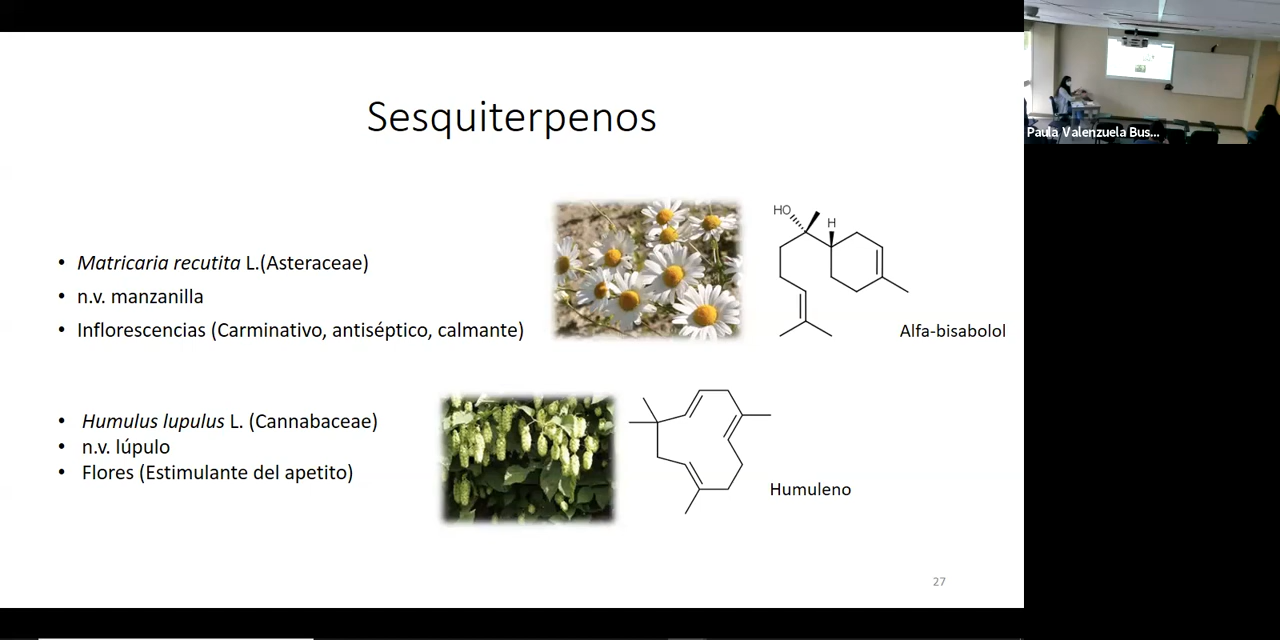 Sesquiterpenos
• Matricaria recutita L.(Asteraceae)
• n.v. manzanilla
• Inflorescencias (Carminativo, antiséptico, calmante)
HO
H
Alfa-bisabolol
• Humulus lupulus L. (Cannabaceae)
• n.v. lúpulo
• Flores (Estimulante del apetito)
Humuleno
27
Paula Valenzuela Bus...